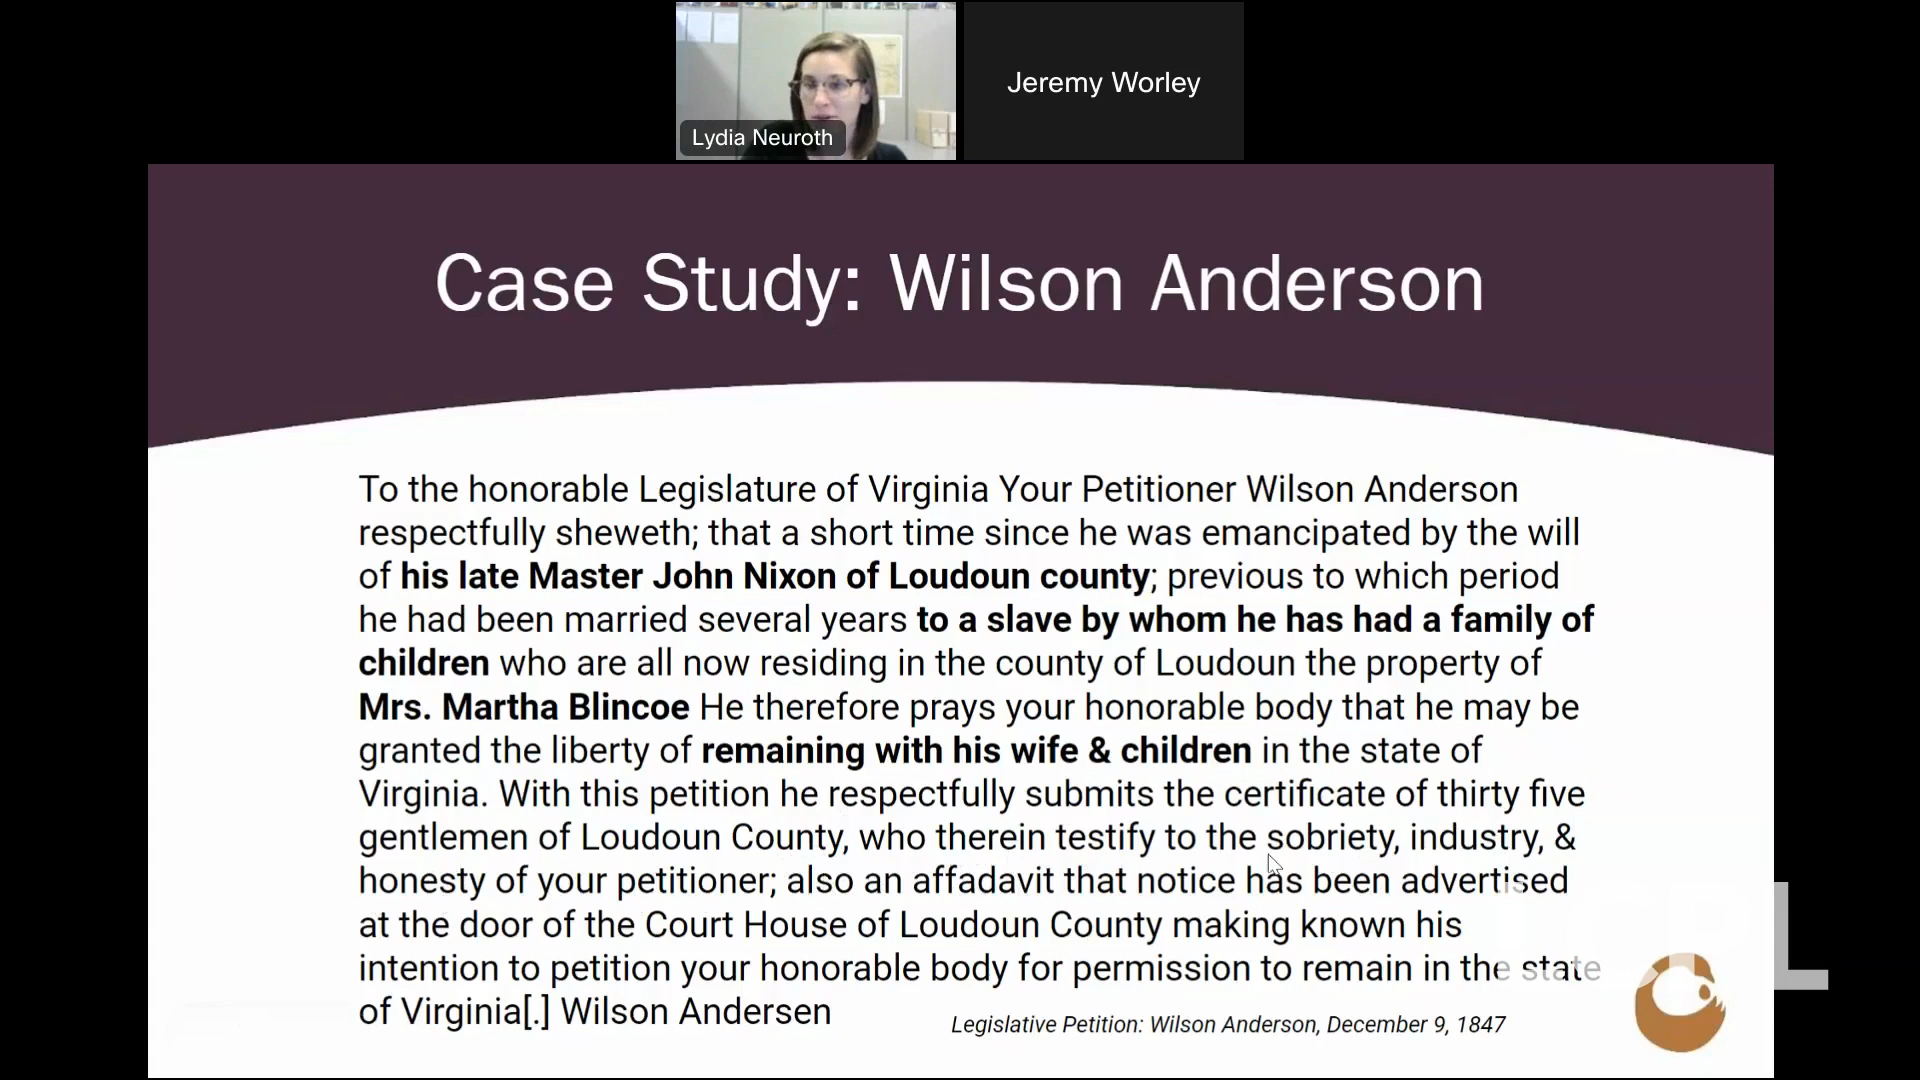 Lydia Neuroth
Jeremy Worley
Case Study: Wilson Anderson
To the honorable Legislature of Virginia Your Petitioner Wilson Anderson
respectfully sheweth; that a short time since he was emancipated by the will
of his late Master John Nixon of Loudoun county; previous to which period
he had been married several years to a slave by whom he has had a family of
children who are all now residing in the county of Loudoun the property of
Mrs. Martha Blincoe He therefore prays your honorable body that he may be
granted the liberty of remaining with his wife & children in the state of
Virginia. With this petition he respectfully submits the certificate of thirty five
gentlemen of Loudoun County, who therein testify to the sobriety, industry, &
honesty of your petitioner; also an affadavit that notice has been advertised
at the door of the Court House of Loudoun County making known his
intention to petition your honorable body for permission to remain in the state
of Virginia[.] Wilson Andersen
Legislative Petition: Wilson Anderson, December 9, 1847